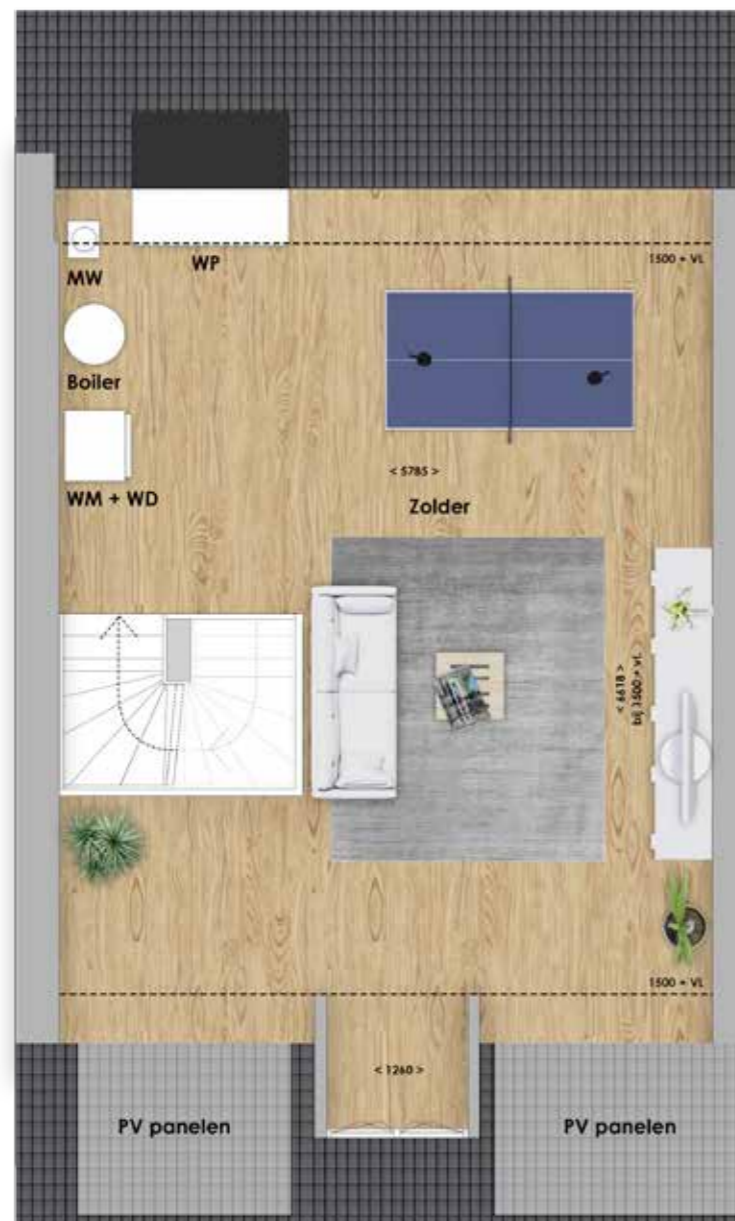 WP
1500 + VL
MW
Boiler
WM + WD
< 5785 >
Zolder
< 6618 >
bij 1500 + vL
1500 + VL
< 1260 >
PV panelen
PV panelen